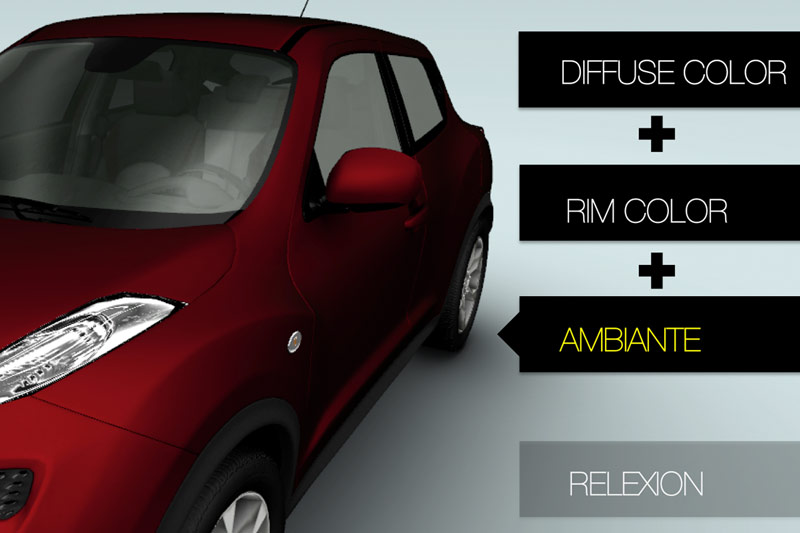 DIFFUSE COLOR
+
RIM COLOR
+
AMBIANTE
RELEXION